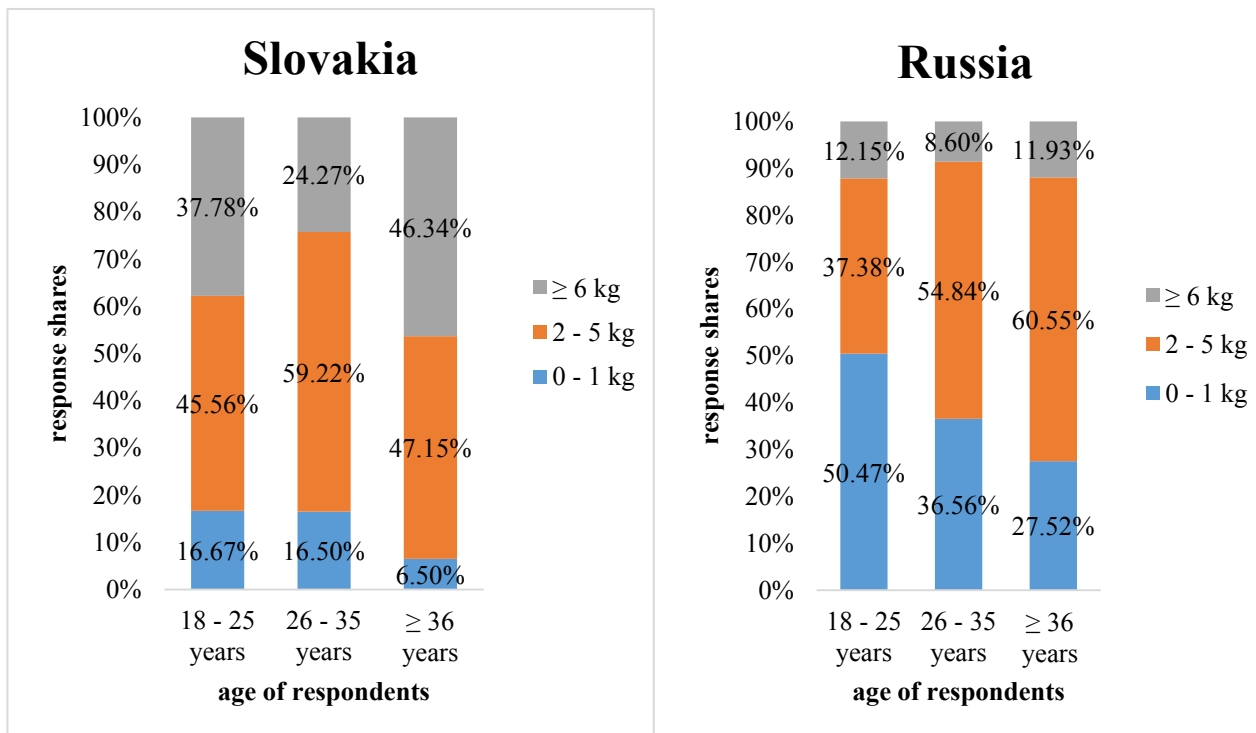 Slovakia
100%
90%
80%
70%
60%
50%
40%
30%
20%
10%
0%
response shares
37.78%
24.27%
46.34%
45.56%
59.22%
47.15%
16.67%
16.50%
6.50%
18 - 25 years
26 - 35 years
≥ 36 years
age of respondents
≥ 6 kg
2 - 5 kg
0 - 1 kg
Russia
100%
90%
80%
70%
60%
50%
40%
30%
20%
10%
0%
response shares
12.15%
8.60%
11.93%
37.38%
54.84%
60.55%
50.47%
36.56%
27.52%
18 - 25 years
26 - 35 years
≥ 36 years
age of respondents
≥ 6 kg
2 - 5 kg
0 - 1 kg